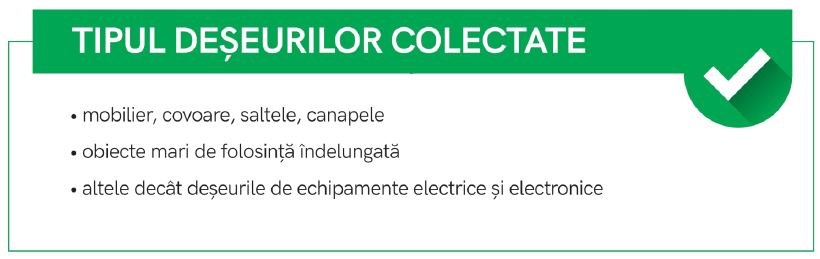 TIPUL DEȘEURILOR COLECTATE
• mobilier, covoare, saltele, canapele
• obiecte mari de folosință îndelungată
• altele decât deșeurile de echipamente electrice și electronice